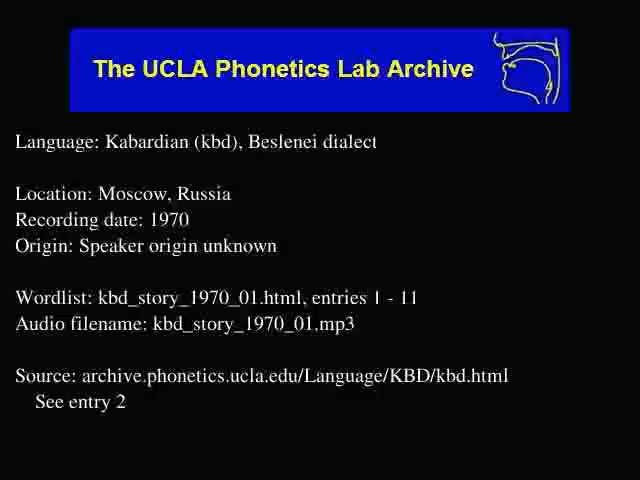 The UCLA Phonetics Lab Archive
Language: Kabardian (kbd), Beslenei dialect
Location: Moscow, Russia
Recording date: 1970
Origin: Speaker origin unknown
Wordlist: kbd_story_1970_01.html, entries 1 - 11
Audio filename: kbd_story_1970_01.mp3
Source: archive.phonetics.ucla.edu/Language/KBD/kbd.html
See entry 2